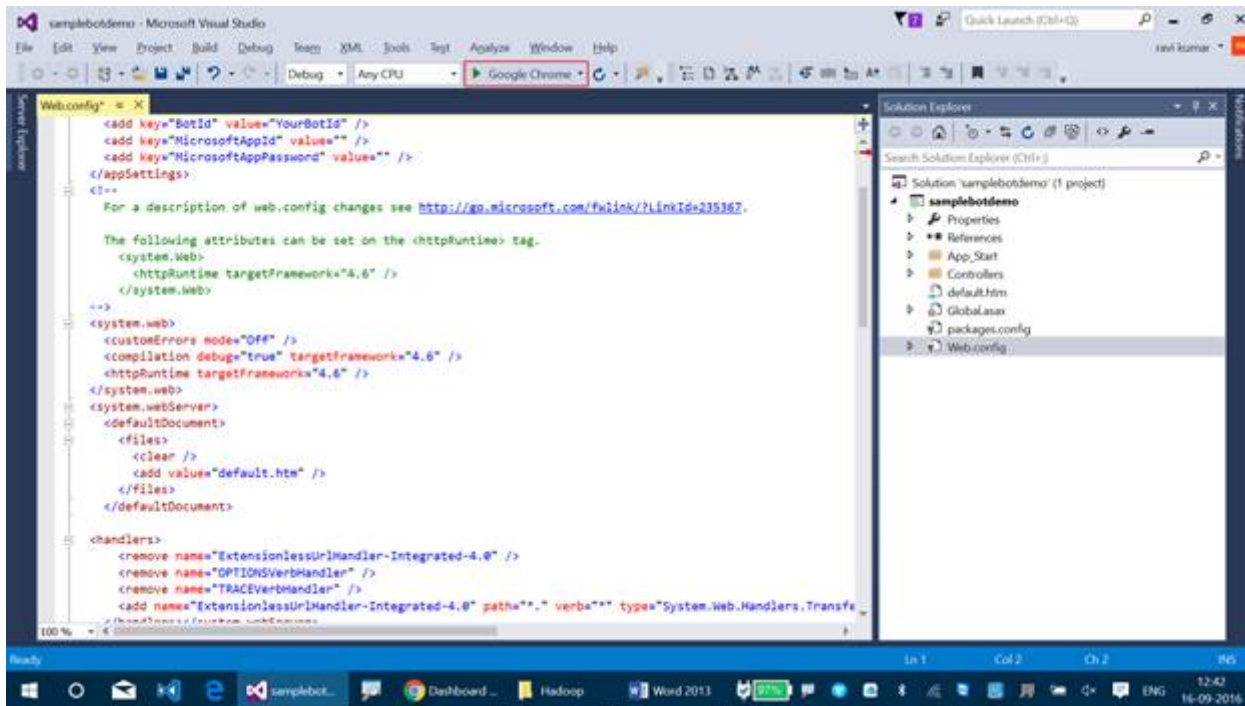 samplebotdemo - Microsoft Visual Studio
Quick Launch (Ctrl+Q)
File Edit View Project Build Debug Team XML Tools Test Analyze Window Help
ravi kumar
Debug Any CPU Google Chrome
Server Explorer
Web.config*
<add key="BotId" value="YourBotId" />
<add key="MicrosoftAppId" value="" />
<add key="MicrosoftAppPassword" value="" />
</appSettings>
<!--
For a description of web.config changes see http://go.microsoft.com/fwlink/?LinkId=235367.
The following attributes can be set on the <httpRuntime> tag.
<system.Web>
<httpRuntime targetFramework="4.6" />
</system.Web>
-->
<system.web>
<customErrors mode="Off" />
<compilation debug="true" targetFramework="4.6" />
<httpRuntime targetFramework="4.6" />
</system.web>
<system.webServer>
<defaultDocument>
<files>
<clear />
<add value="default.htm" />
</files>
</defaultDocument>
<handlers>
<remove name="ExtensionlessUrlHandler-Integrated-4.0" />
<remove name="OPTIONSVerbHandler" />
<remove name="TRACEVerbHandler" />
<add name="ExtensionlessUrlHandler-Integrated-4.0" path="*." verb="*" type="System.Web.Handlers.Transfe
100 %
Solution Explorer
Search Solution Explorer (Ctrl+;)
Solution 'samplebotdemo' (1 project)
samplebotdemo
Properties
References
App_Start
Controllers
default.htm
Global.asax
packages.config
Web.config
Notifications
Ready Ln 1 Col 2 Ch 2 INS
samplebot... Dashboard ... Hadoop Word 2013 97% ENG 12:42
16-09-2016